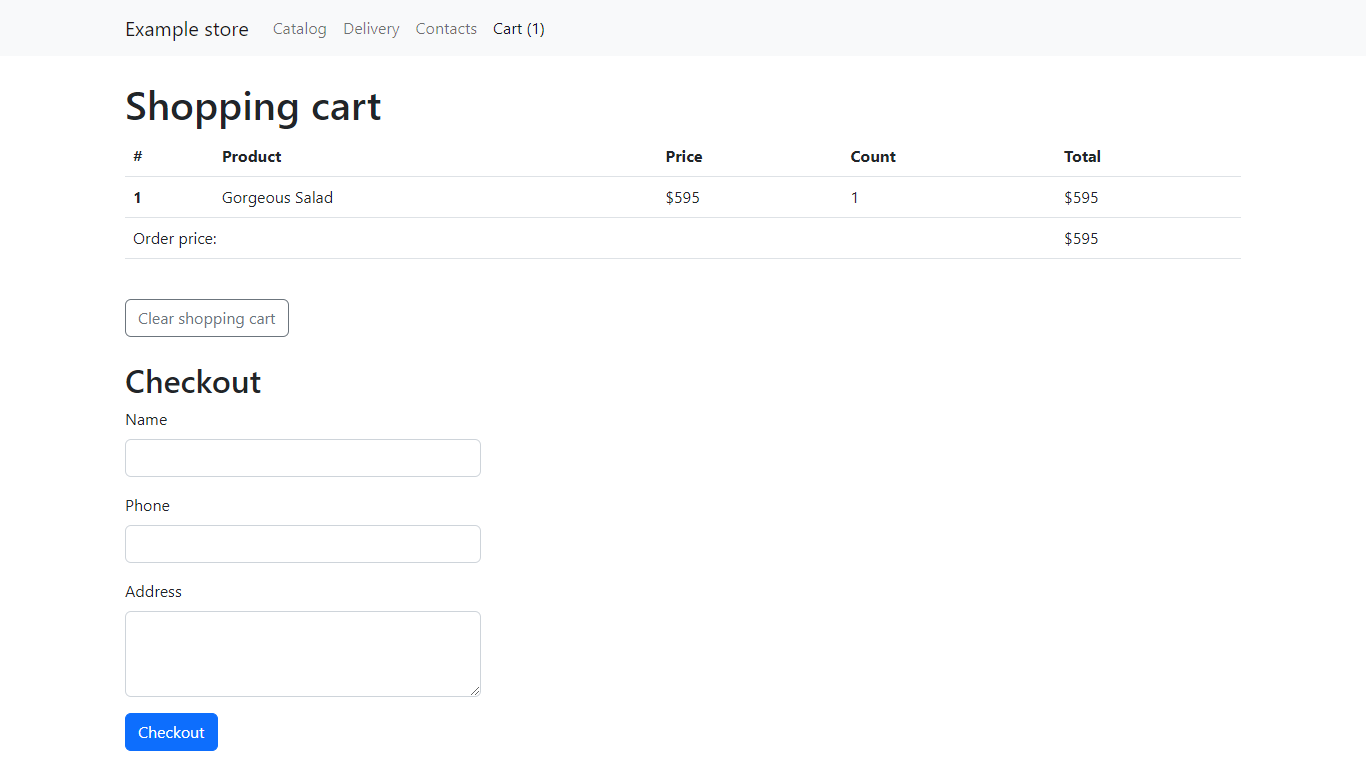 Example store Catalog Delivery Contacts Cart (1)
Shopping cart
# Product Price Count Total
1 Gorgeous Salad $595 1 $595
Order price: $595
Clear shopping cart
Checkout
Name
Phone
Address
Checkout